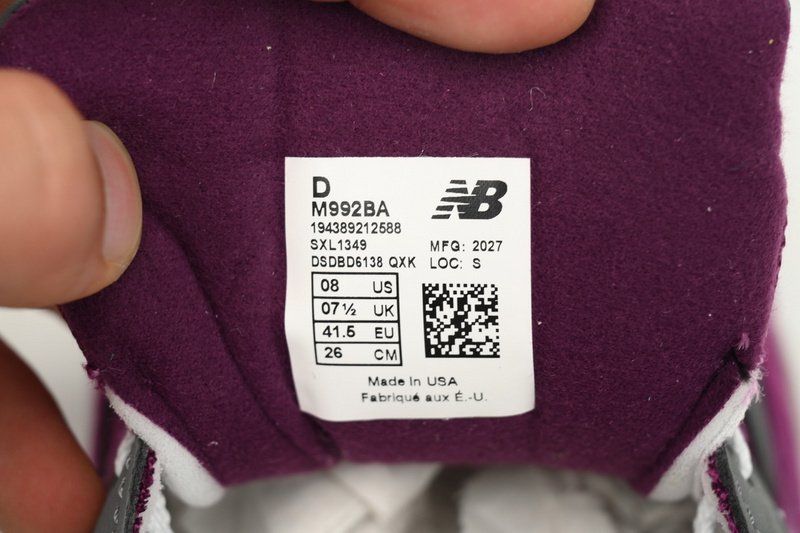 D
NB
M992BA
194389212588
SXL1349
MFG: 2027
DSDBD6138 QXK
LOC: S
08 US
07½ UK
41.5 EU
26 CM
Made in USA
Fabriqué aux É.-U.